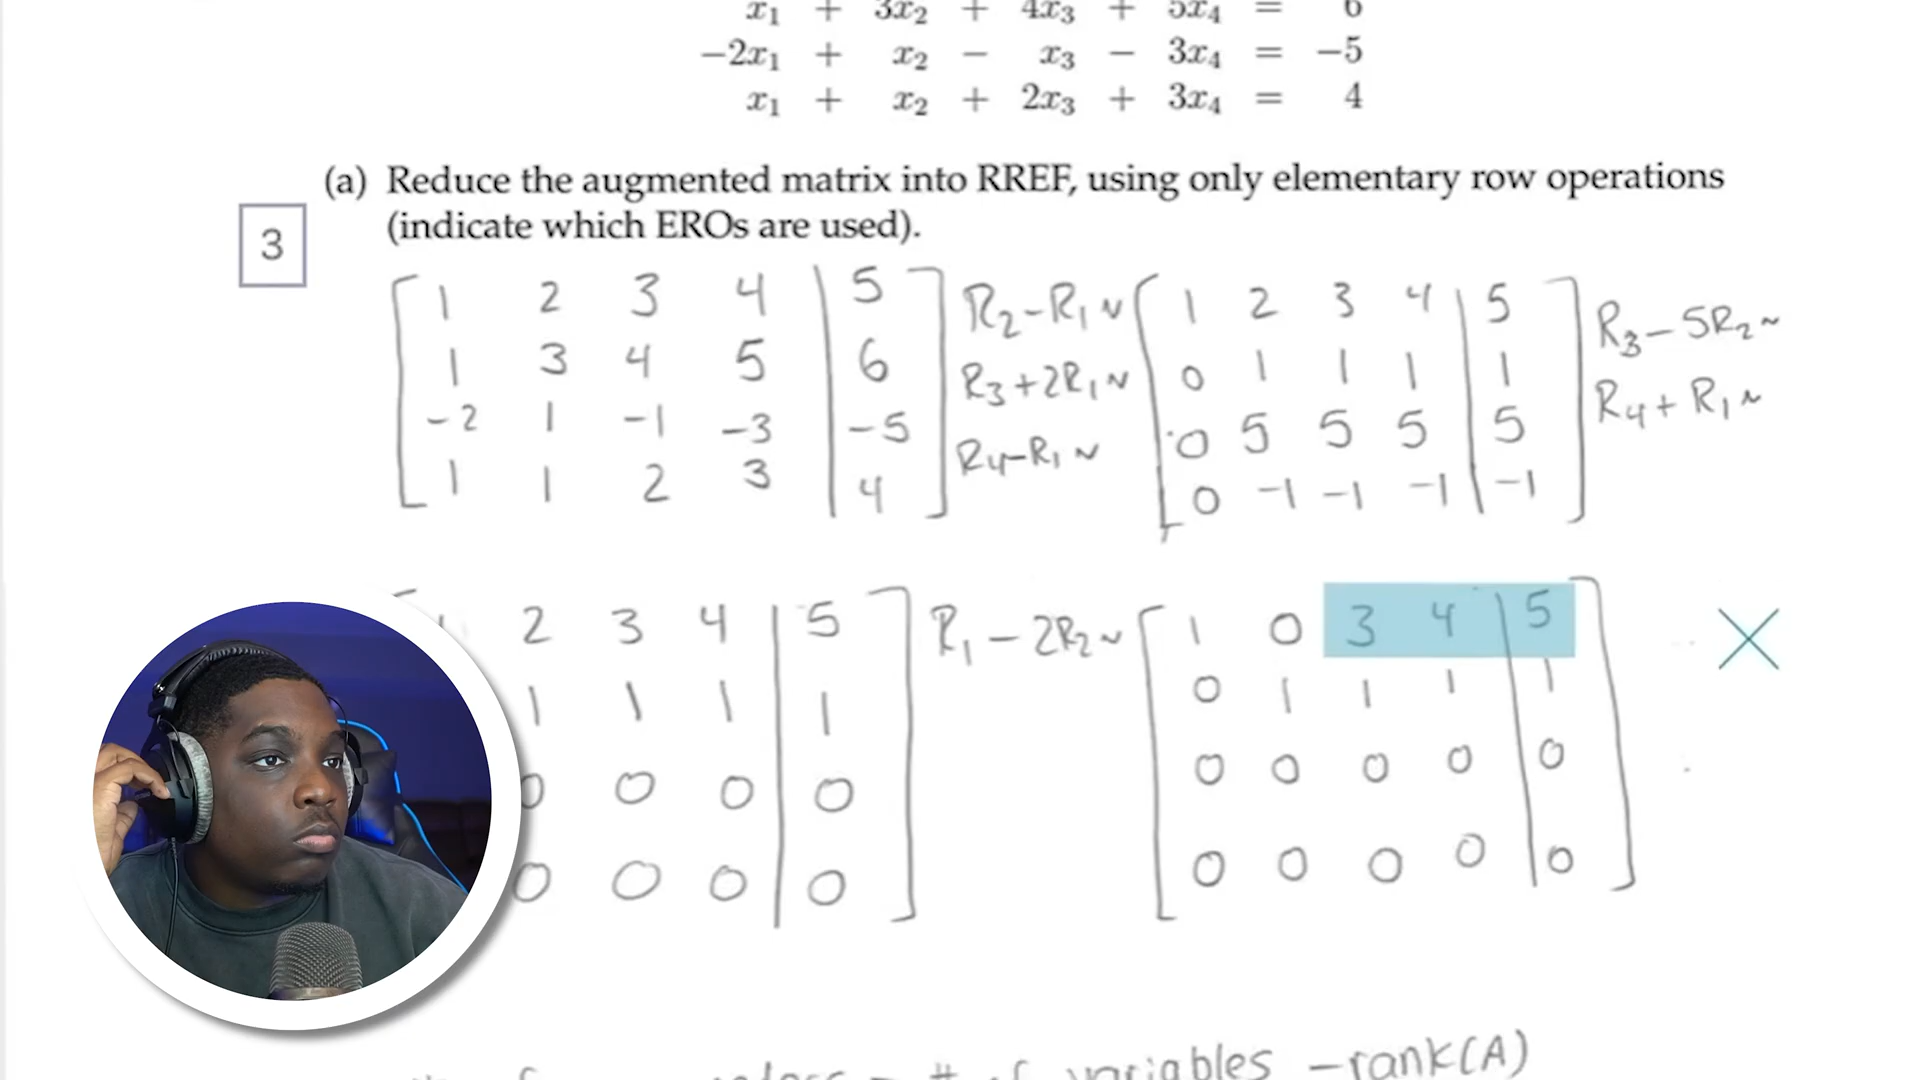 x₁ + 3x₂ + 4x₃ + 5x₄ = 6
−2x₁ + x₂ − x₃ − 3x₄ = −5
x₁ + x₂ + 2x₃ + 3x₄ = 4
(a) Reduce the augmented matrix into RREF, using only elementary row operations
(indicate which EROs are used).
3
1 2 3 4 | 5
1 3 4 5 | 6
-2 1 -1 -3 | -5
1 1 2 3 | 4
R₂-R₁~
R₃+2R₁~
R₄-R₁~
1 2 3 4 | 5
0 1 1 1 | 1
0 5 5 5 | 5
0 -1 -1 -1 | -1
R₃-5R₂~
R₄+R₁~
2 3 4 | 5
1 1 1 | 1
0 0 0 | 0
0 0 0 | 0
R₁-2R₂~
1 0 3 4 | 5
0 1 1 1 | 1
0 0 0 0 | 0
0 0 0 0 | 0
# of variables -rank(A)